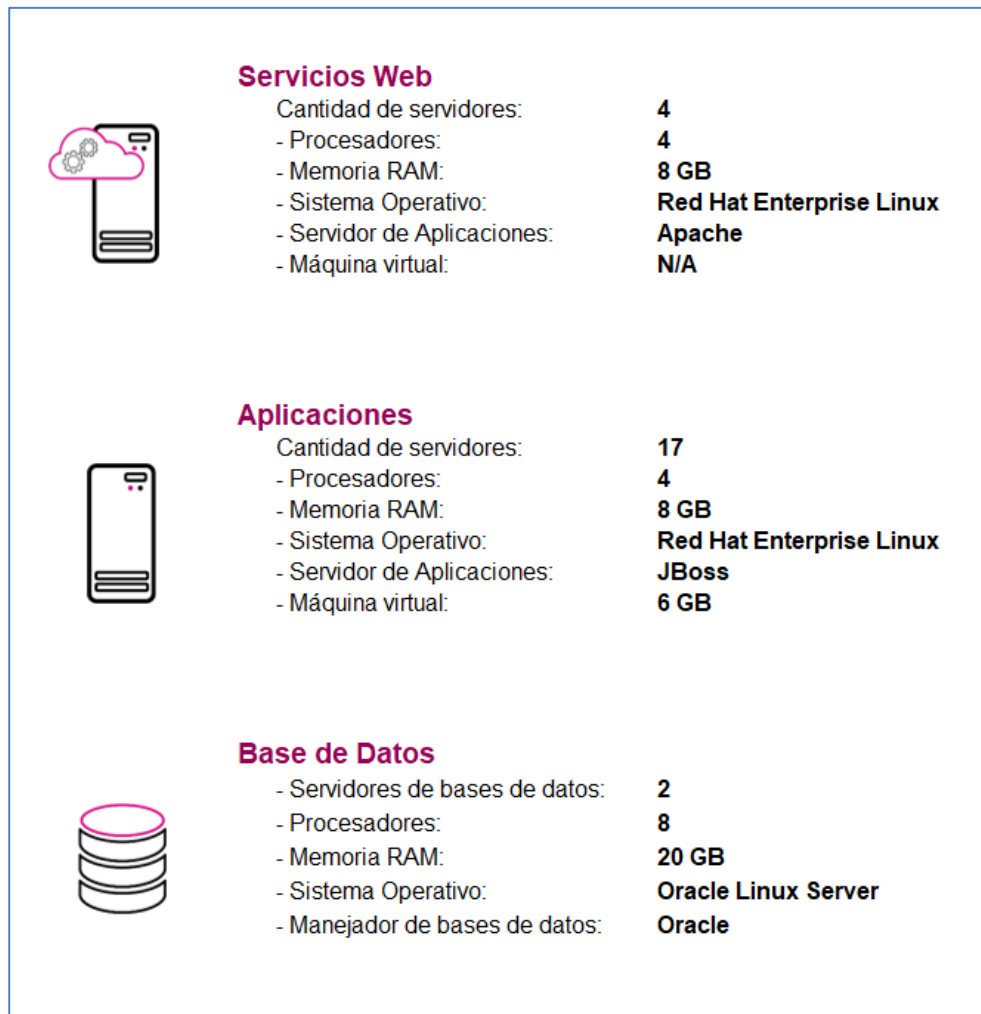 Servicios Web
Cantidad de servidores: 4
- Procesadores: 4
- Memoria RAM: 8 GB
- Sistema Operativo: Red Hat Enterprise Linux
- Servidor de Aplicaciones: Apache
- Máquina virtual: N/A
Aplicaciones
Cantidad de servidores: 17
- Procesadores: 4
- Memoria RAM: 8 GB
- Sistema Operativo: Red Hat Enterprise Linux
- Servidor de Aplicaciones: JBoss
- Máquina virtual: 6 GB
Base de Datos
- Servidores de bases de datos: 2
- Procesadores: 8
- Memoria RAM: 20 GB
- Sistema Operativo: Oracle Linux Server
- Manejador de bases de datos: Oracle